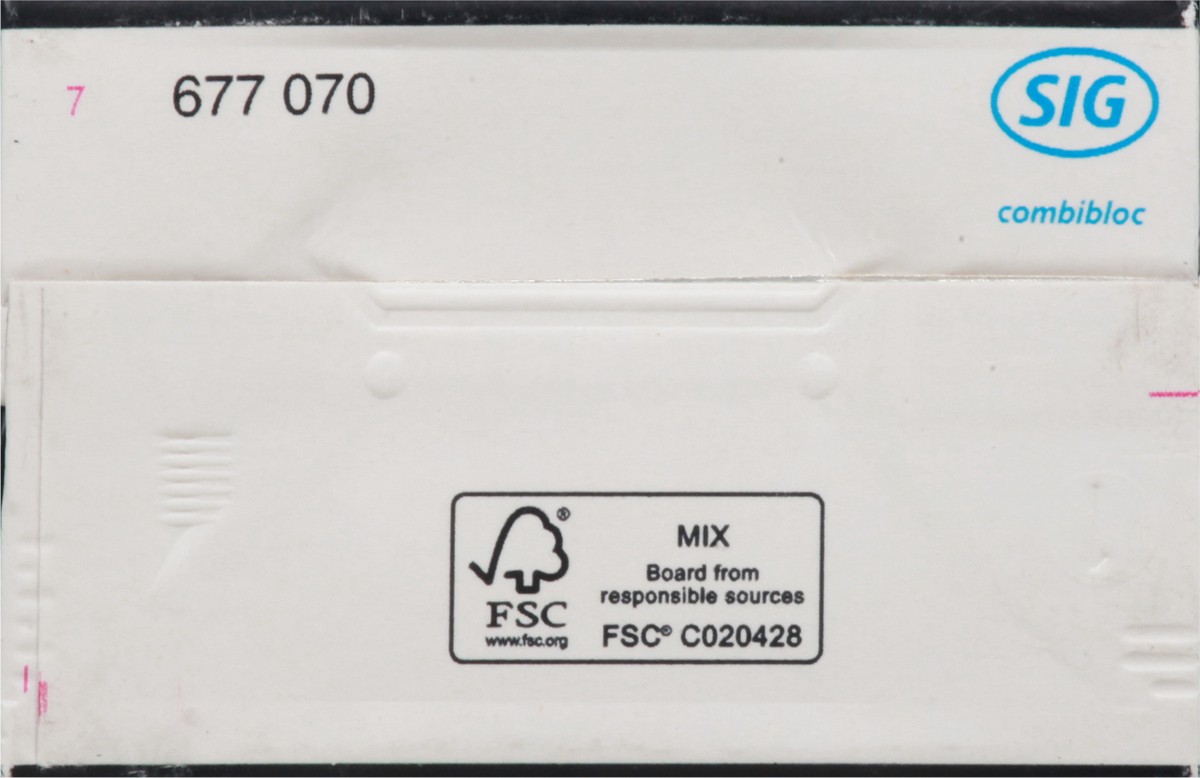 7 677 070
SIG
combibloc
®
FSC
www.fsc.org
MIX
Board from
responsible sources
FSC® C020428